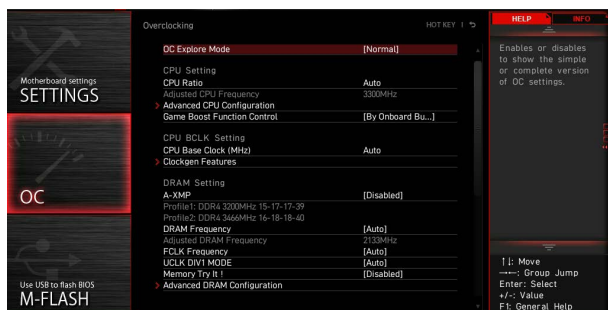 Overclocking
HOT KEY
HELP
INFO
Motherboard settings
SETTINGS
OC
Use USB to flash BIOS
M-FLASH
OC Explore Mode [Normal]
CPU Setting
CPU Ratio Auto
Adjusted CPU Frequency 3300MHz
Advanced CPU Configuration
Game Boost Function Control [By Onboard Bu...]
CPU BCLK Setting
CPU Base Clock (MHz) Auto
Clockgen Features
DRAM Setting
A-XMP [Disabled]
Profile1: DDR4 3200MHz 15-17-17-39
Profile2: DDR4 3466MHz 16-18-18-40
DRAM Frequency [Auto]
Adjusted DRAM Frequency 2133MHz
FCLK Frequency [Auto]
UCLK DIV1 MODE [Auto]
Memory Try It ! [Disabled]
Advanced DRAM Configuration
Enables or disables
to show the simple
or complete version
of OC settings.
↑↓: Move
→←: Group Jump
Enter: Select
+/-: Value
F1: General Help